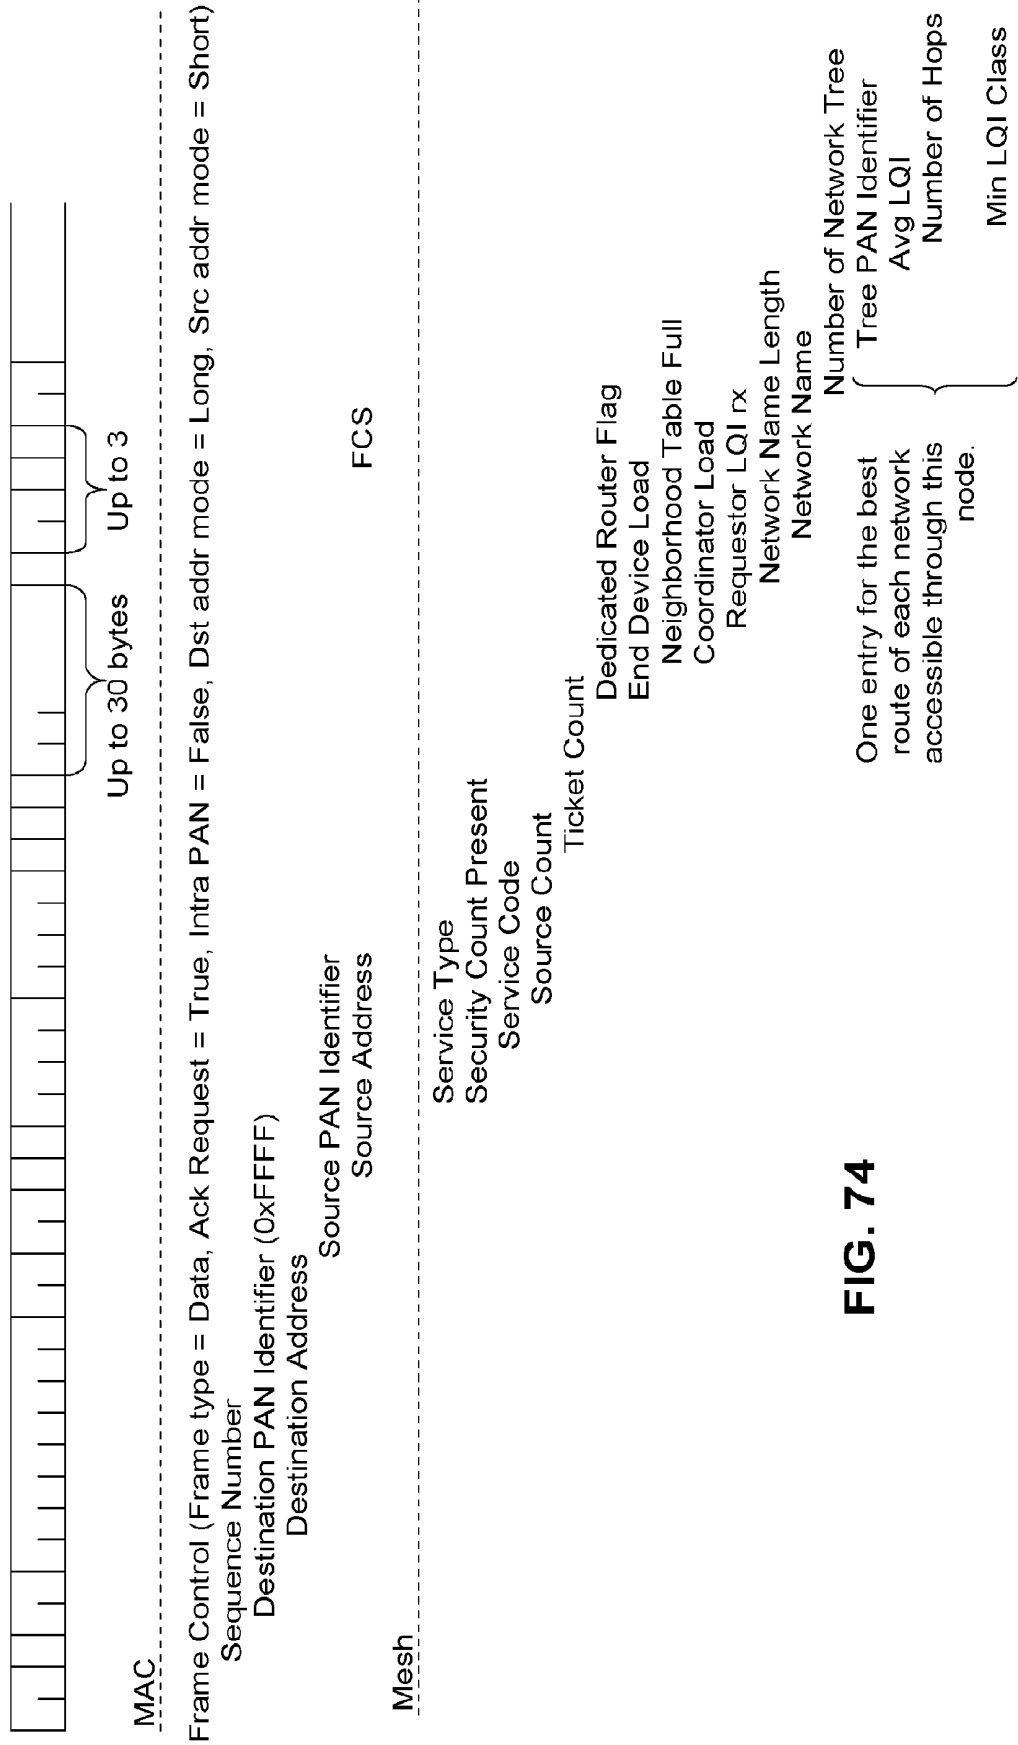 Up to 30 bytes
Up to 3
MAC
Frame Control (Frame type = Data, Ack Request = True, Intra PAN = False, Dst addr mode = Long, Src addr mode = Short)
Sequence Number
Destination PAN Identifier (0xFFFF)
Destination Address
Source PAN Identifier
Source Address
FCS
Mesh
Service Type
Security Count Present
Service Code
Source Count
Ticket Count
Dedicated Router Flag
End Device Load
Neighborhood Table Full
Coordinator Load
Requestor LQI rx
Network Name Length
Network Name
Number of Network Tree
Tree PAN Identifier
Avg LQI
Number of Hops
Min LQI Class
One entry for the best
route of each network
accessible through this
node.
FIG. 74